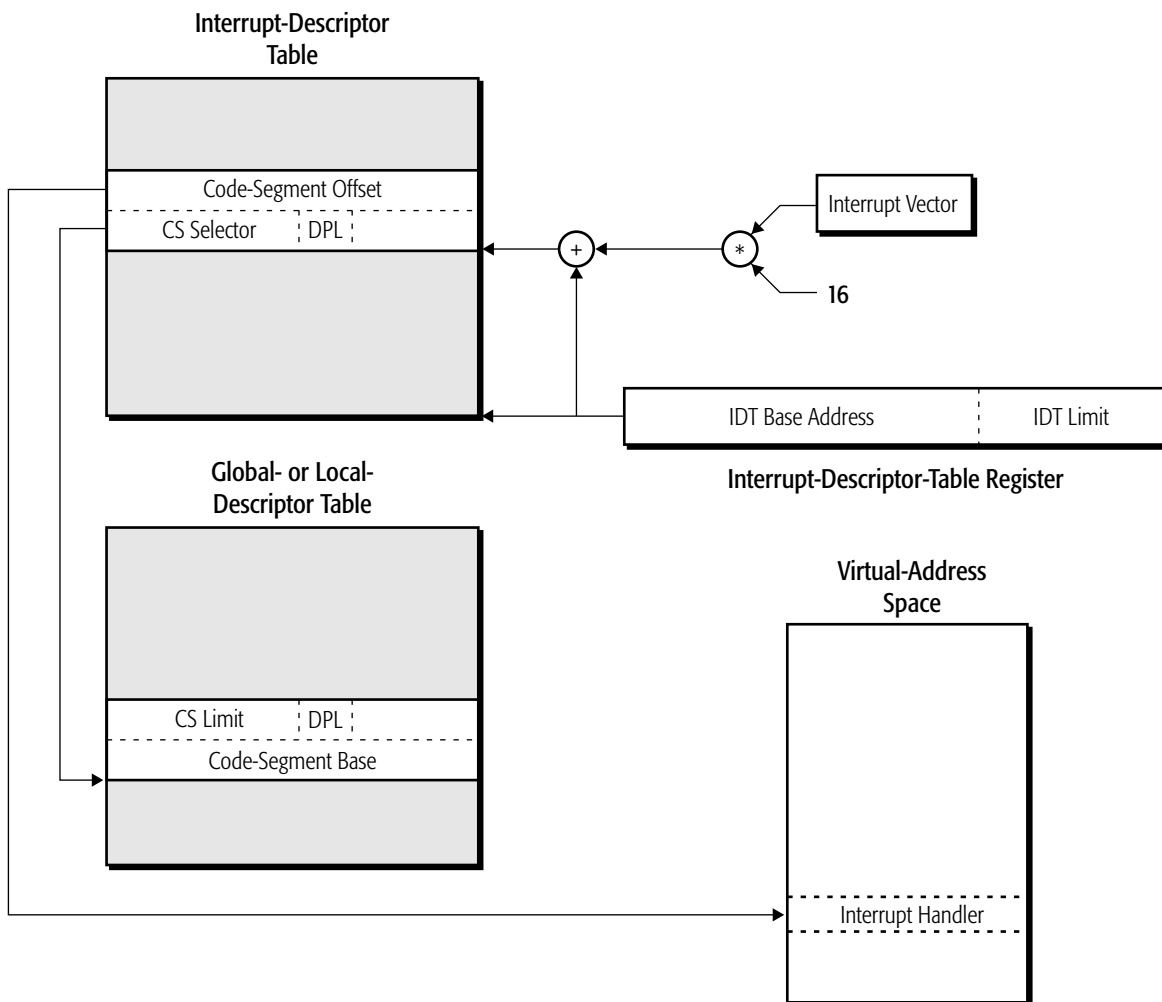 Interrupt-Descriptor
Table
Code-Segment Offset
CS Selector DPL
Interrupt Vector
+
*
16
IDT Base Address IDT Limit
Interrupt-Descriptor-Table Register
Global- or Local-
Descriptor Table
CS Limit DPL
Code-Segment Base
Virtual-Address
Space
Interrupt Handler